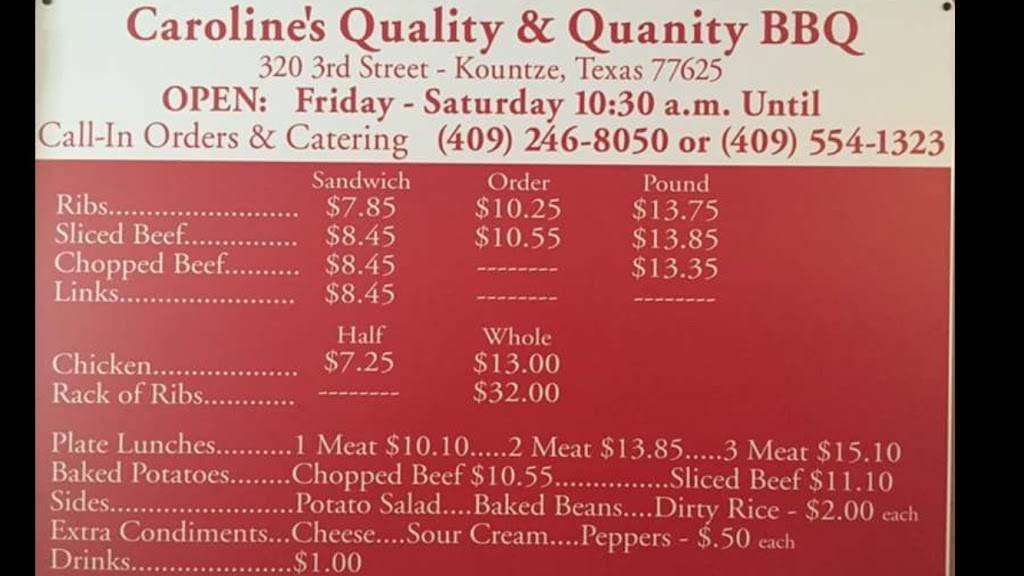 Caroline's Quality & Quanity BBQ
320 3rd Street - Kountze, Texas 77625
OPEN: Friday - Saturday 10:30 a.m. Until
Call-In Orders & Catering (409) 246-8050 or (409) 554-1323
Sandwich Order Pound
Ribs........................ $7.85 $10.25 $13.75
Sliced Beef.............. $8.45 $10.55 $13.85
Chopped Beef.......... $8.45 -------- $13.35
Links...................... $8.45 -------- --------
Half Whole
Chicken................... $7.25 $13.00
Rack of Ribs............ -------- $32.00
Plate Lunches..........1 Meat $10.10.....2 Meat $13.85.....3 Meat $15.10
Baked Potatoes........Chopped Beef $10.55...............Sliced Beef $11.10
Sides.......................Potato Salad....Baked Beans....Dirty Rice - $2.00 each
Extra Condiments...Cheese....Sour Cream....Peppers - $.50 each
Drinks....................$1.00